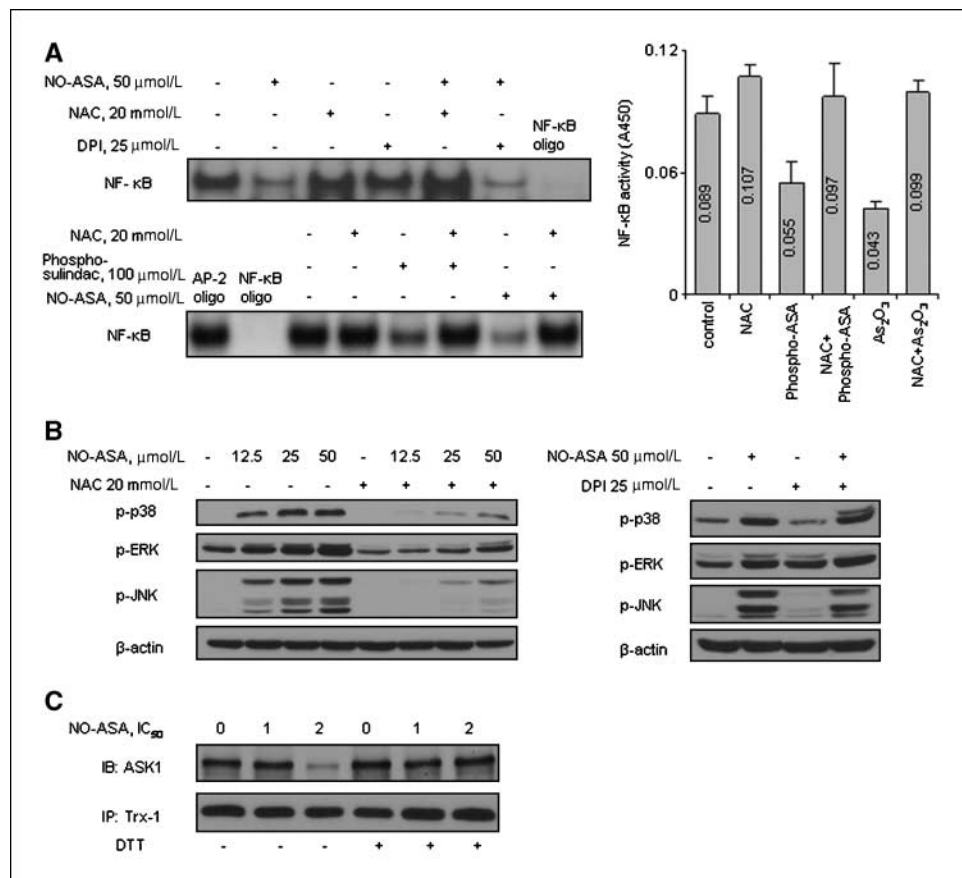 A
NO-ASA, 50 μmol/L - + - - + +
NAC, 20 mmol/L - - + - + -
DPI, 25 μmol/L - - - + - +
NF-κB oligo
NF- κB
NAC, 20 mmol/L - + - + - +
Phospho-sulindac, 100 μmol/L - - + + - -
NO-ASA, 50 μmol/L - - - - + +
AP-2 oligo
NF-κB oligo
NF-κB
NF-κB activity (A450)
0.12
0.06
0
0.089
0.107
0.055
0.097
0.043
0.099
control
NAC
Phospho-ASA
NAC+
Phospho-ASA
As₂O₃
NAC+As₂O₃
B
NO-ASA, μmol/L - 12.5 25 50 - 12.5 25 50
NAC 20 mmol/L - - - - + + + +
p-p38
p-ERK
p-JNK
β-actin
NO-ASA 50 μmol/L - + - +
DPI 25 μmol/L - - + +
p-p38
p-ERK
p-JNK
β-actin
C
NO-ASA, IC₅₀ 0 1 2 0 1 2
IB: ASK1
IP: Trx-1
DTT - - - + + +